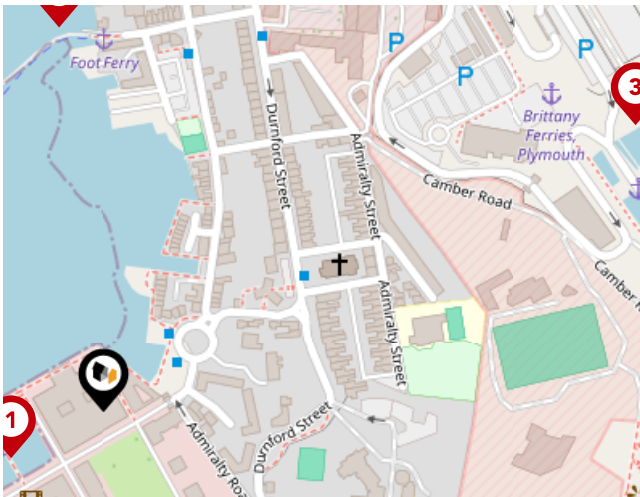 Foot Ferry
P
P
P
3
Brittany
Ferries,
Plymouth
Durnford Street
Admiralty Street
Camber Road
Camber R
Admiralty Street
1
Durnford Street
Admiralty Roa